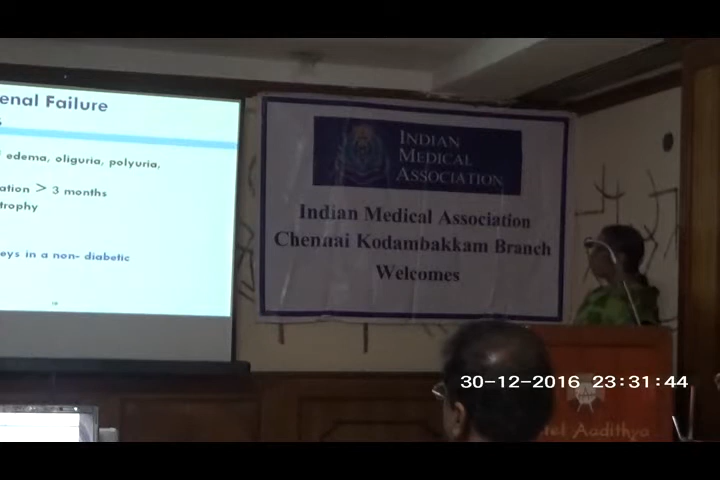 enal Failure
edema, oliguria, polyuria,
ation > 3 months
trophy
eys in a non- diabetic
INDIAN
MEDICAL
ASSOCIATION
Indian Medical Association
Chennai Kodambakkam Branch
Welcomes
30-12-2016 23:31:44
tel Aadithya